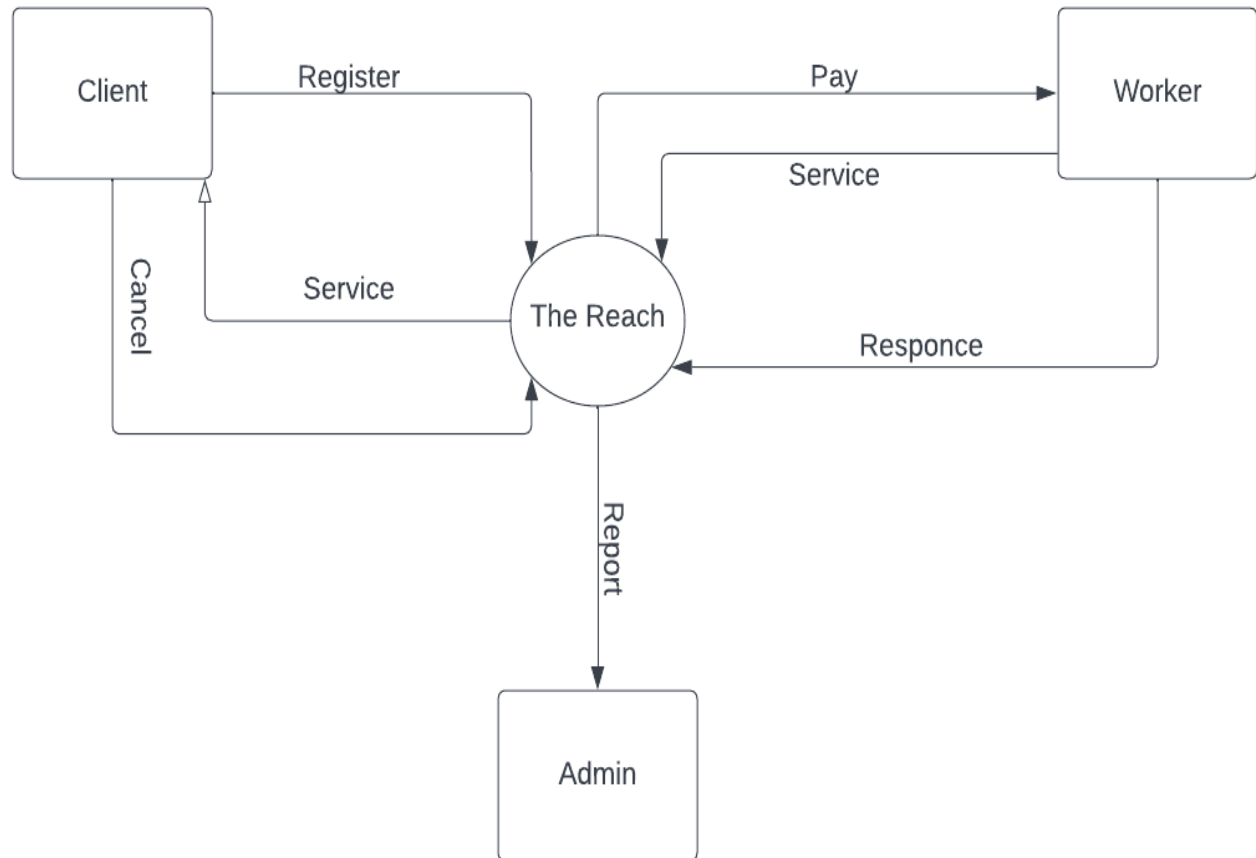 Client
Register
Pay
Worker
Service
Cancel
Service
The Reach
Responce
Report
Admin